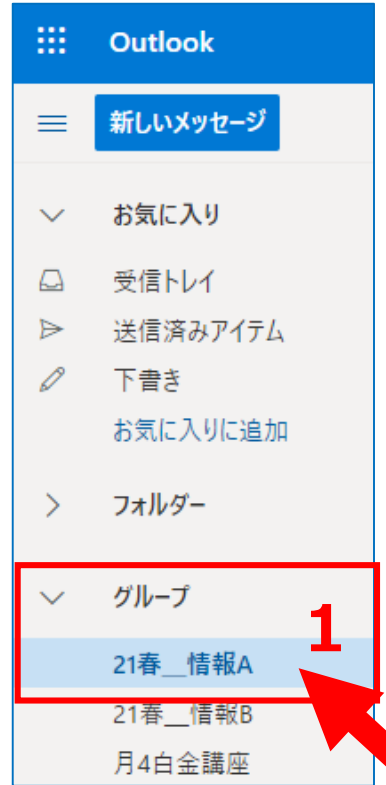 Outlook
新しいメッセージ
お気に入り
受信トレイ
送信済みアイテム
下書き
お気に入りに追加
フォルダー
グループ
1
21春__情報A
21春__情報B
月4白金講座